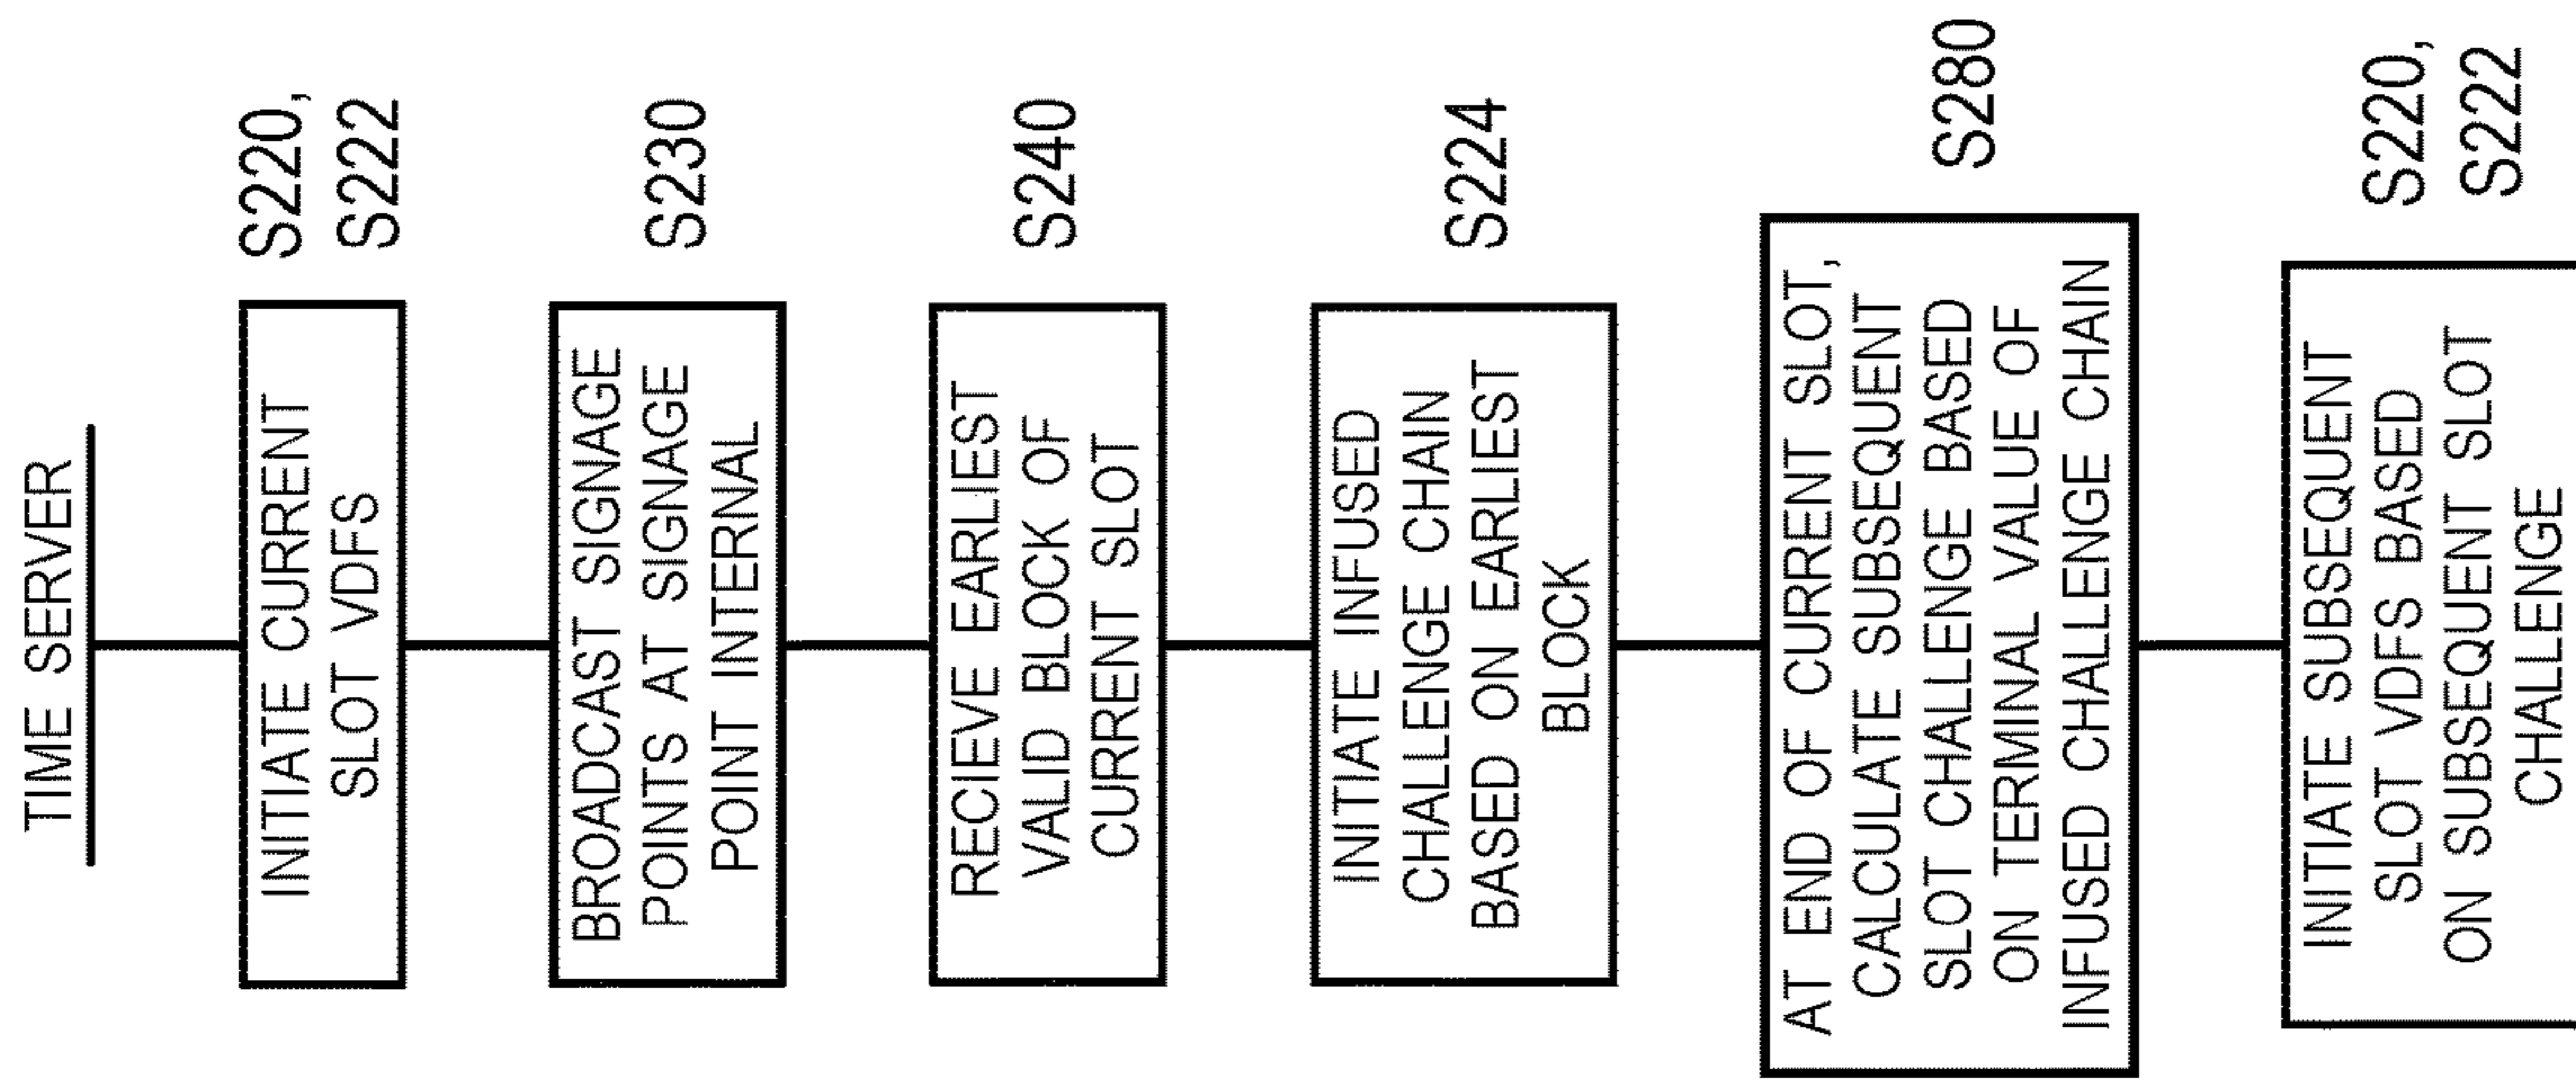 TIME SERVER
INITIATE CURRENT
SLOT VDFS
S220,
S222
BROADCAST SIGNAGE
POINTS AT SIGNAGE
POINT INTERNAL
S230
RECIEVE EARLIEST
VALID BLOCK OF
CURRENT SLOT
S240
INITIATE INFUSED
CHALLENGE CHAIN
BASED ON EARLIEST
BLOCK
S224
AT END OF CURRENT SLOT,
CALCULATE SUBSEQUENT
SLOT CHALLENGE BASED
ON TERMINAL VALUE OF
INFUSED CHALLENGE CHAIN
S280
INITIATE SUBSEQUENT
SLOT VDFS BASED
ON SUBSEQUENT SLOT
CHALLENGE
S220,
S222